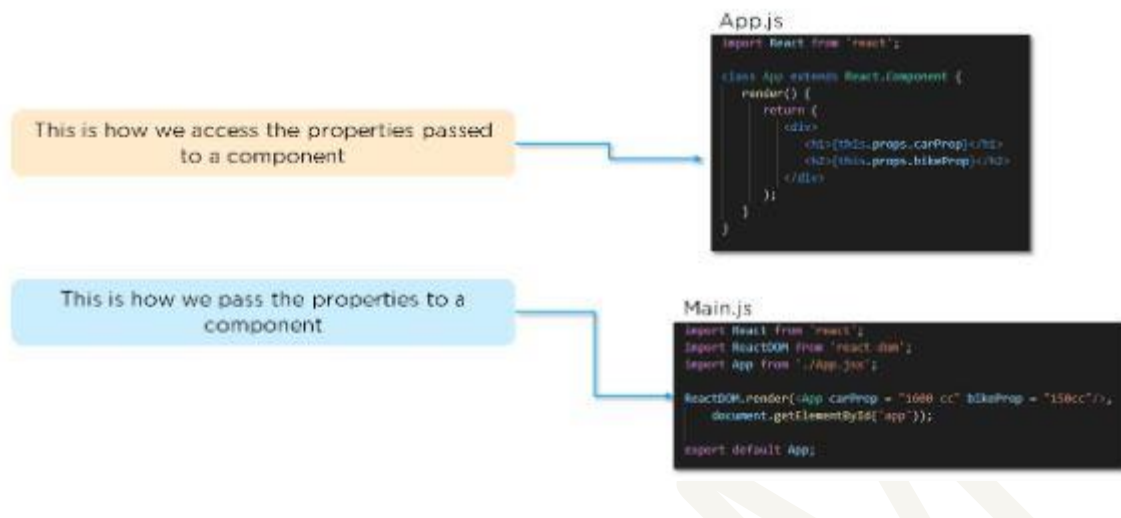 App.js
import React from 'react';
class App extends React.Component {
render() {
return (
<div>
<h1>{this.props.carProp}</h1>
<h2>{this.props.bikeProp}</h2>
</div>
);
}
}
This is how we access the properties passed
to a component
This is how we pass the properties to a
component
Main.js
import React from 'react';
import ReactDOM from 'react-dom';
import App from './App.jsx';
ReactDOM.render(<App carProp = "1600 cc" bikeProp = "150cc"/>,
document.getElementById('app'));
export default App;